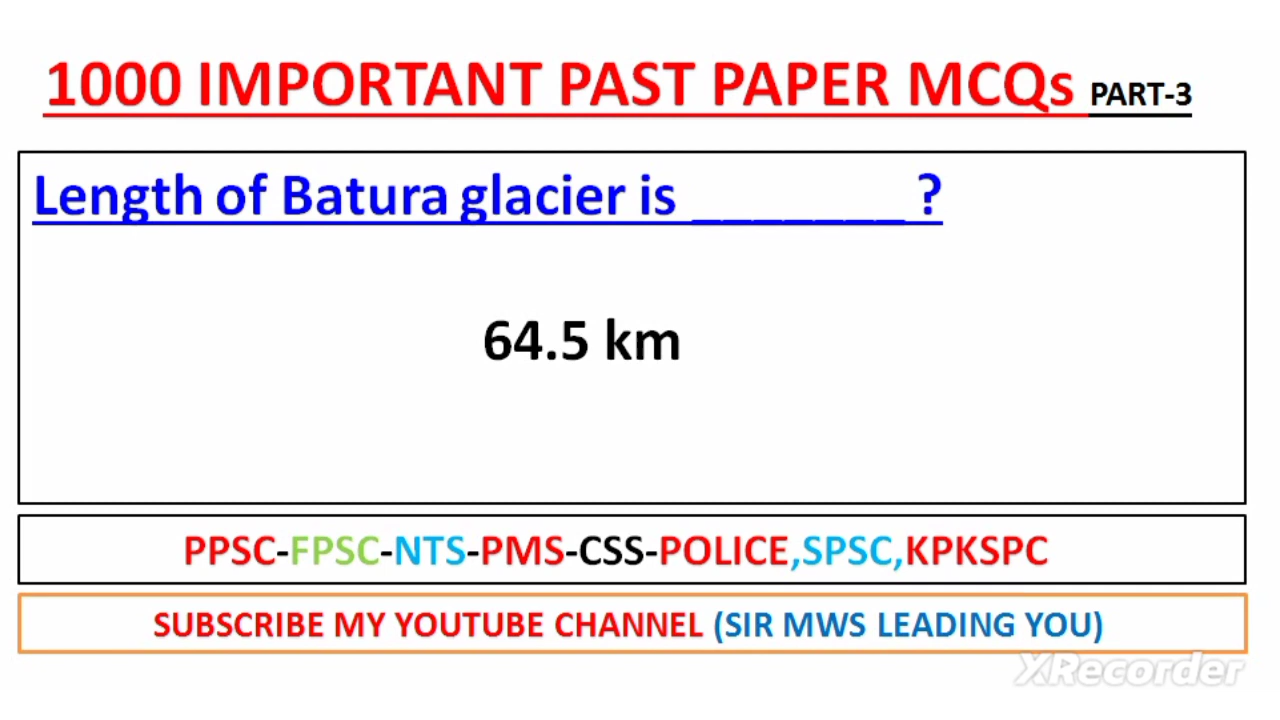 1000 IMPORTANT PAST PAPER MCQs PART-3
Length of Batura glacier is _______ ?
64.5 km
PPSC-FPSC-NTS-PMS-CSS-POLICE,SPSC,KPKSPC
SUBSCRIBE MY YOUTUBE CHANNEL (SIR MWS LEADING YOU)
XRecorder